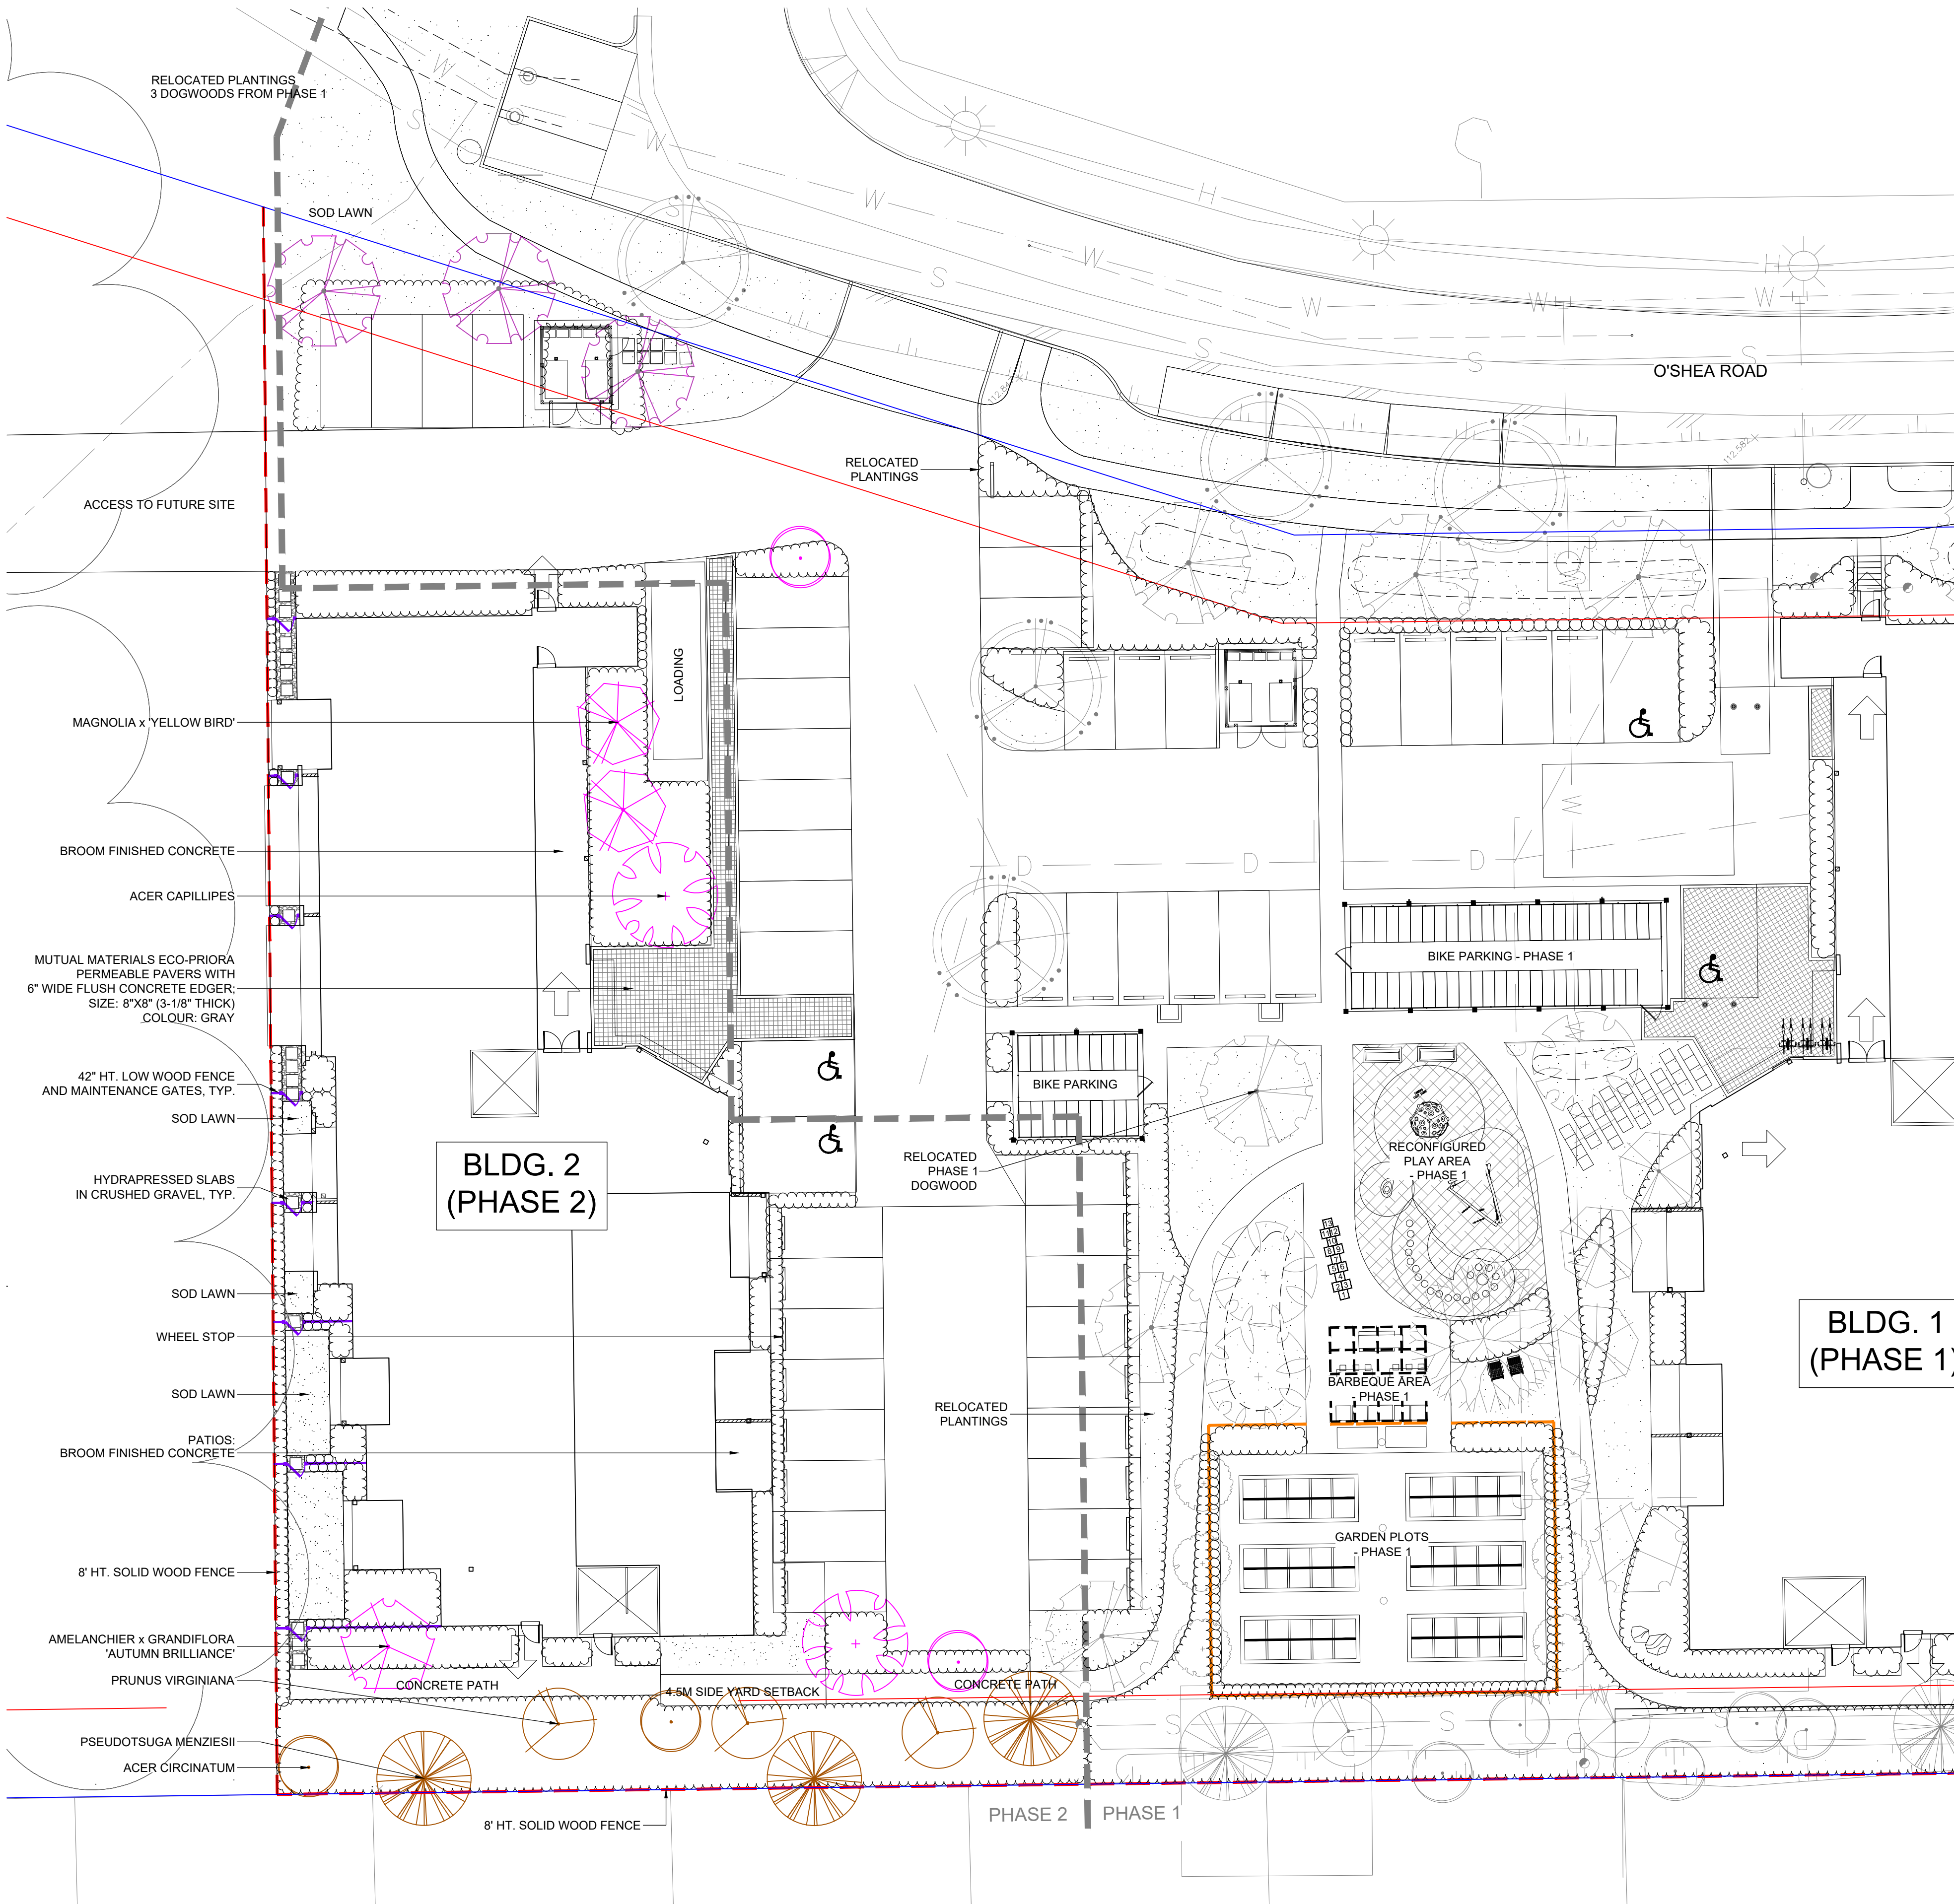 RELOCATED PLANTINGS
3 DOGWOODS FROM PHASE 1
SOD LAWN
O'SHEA ROAD
112.582
RELOCATED
PLANTINGS
ACCESS TO FUTURE SITE
LOADING
MAGNOLIA x 'YELLOW BIRD'
BROOM FINISHED CONCRETE
ACER CAPILLIPES
MUTUAL MATERIALS ECO-PRIORA
PERMEABLE PAVERS WITH
6" WIDE FLUSH CONCRETE EDGER;
SIZE: 8"X8" (3-1/8" THICK)
COLOUR: GRAY
BIKE PARKING - PHASE 1
42" HT. LOW WOOD FENCE
AND MAINTENANCE GATES, TYP.
SOD LAWN
BIKE PARKING
BLDG. 2
(PHASE 2)
RELOCATED
PHASE 1
DOGWOOD
RECONFIGURED
PLAY AREA
- PHASE 1
HYDRAPRESSED SLABS
IN CRUSHED GRAVEL, TYP.
SOD LAWN
WHEEL STOP
BLDG. 1
(PHASE 1)
SOD LAWN
BARBEQUE AREA
- PHASE 1
RELOCATED
PLANTINGS
PATIOS:
BROOM FINISHED CONCRETE
GARDEN PLOTS
- PHASE 1
8' HT. SOLID WOOD FENCE
AMELANCHIER x GRANDIFLORA
'AUTUMN BRILLIANCE'
PRUNUS VIRGINIANA
CONCRETE PATH
4.5M SIDE YARD SETBACK
CONCRETE PATH
PSEUDOTSUGA MENZIESII
ACER CIRCINATUM
8' HT. SOLID WOOD FENCE
PHASE 2
PHASE 1